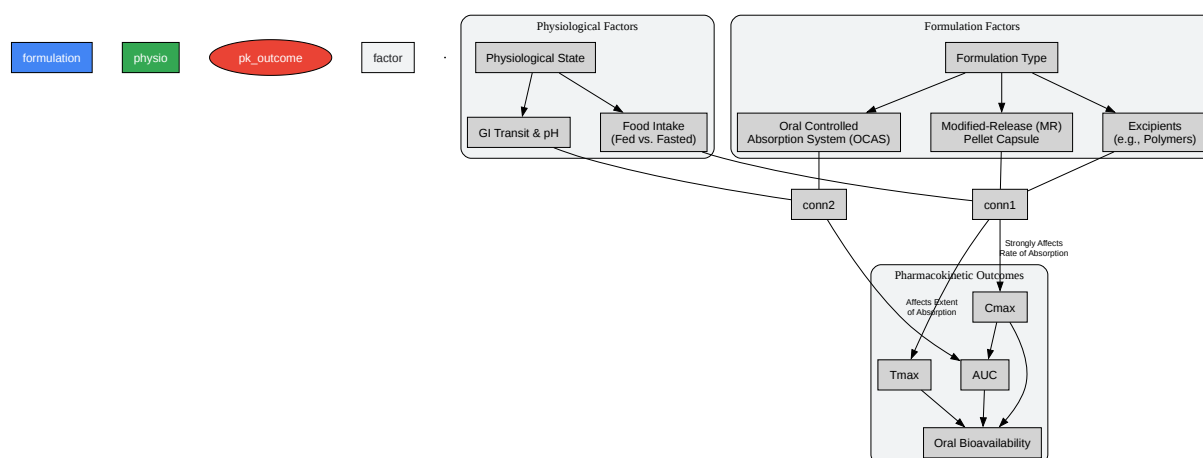 formulation
physio
pk_outcome
factor
Physiological Factors
Physiological State
GI Transit & pH
Food Intake
(Fed vs. Fasted)
Formulation Factors
Formulation Type
Oral Controlled
Absorption System (OCAS)
Modified-Release (MR)
Pellet Capsule
Excipients
(e.g., Polymers)
conn2
conn1
Strongly Affects
Rate of Absorption
Pharmacokinetic Outcomes
Affects Extent
of Absorption
Cmax
Tmax
AUC
Oral Bioavailability